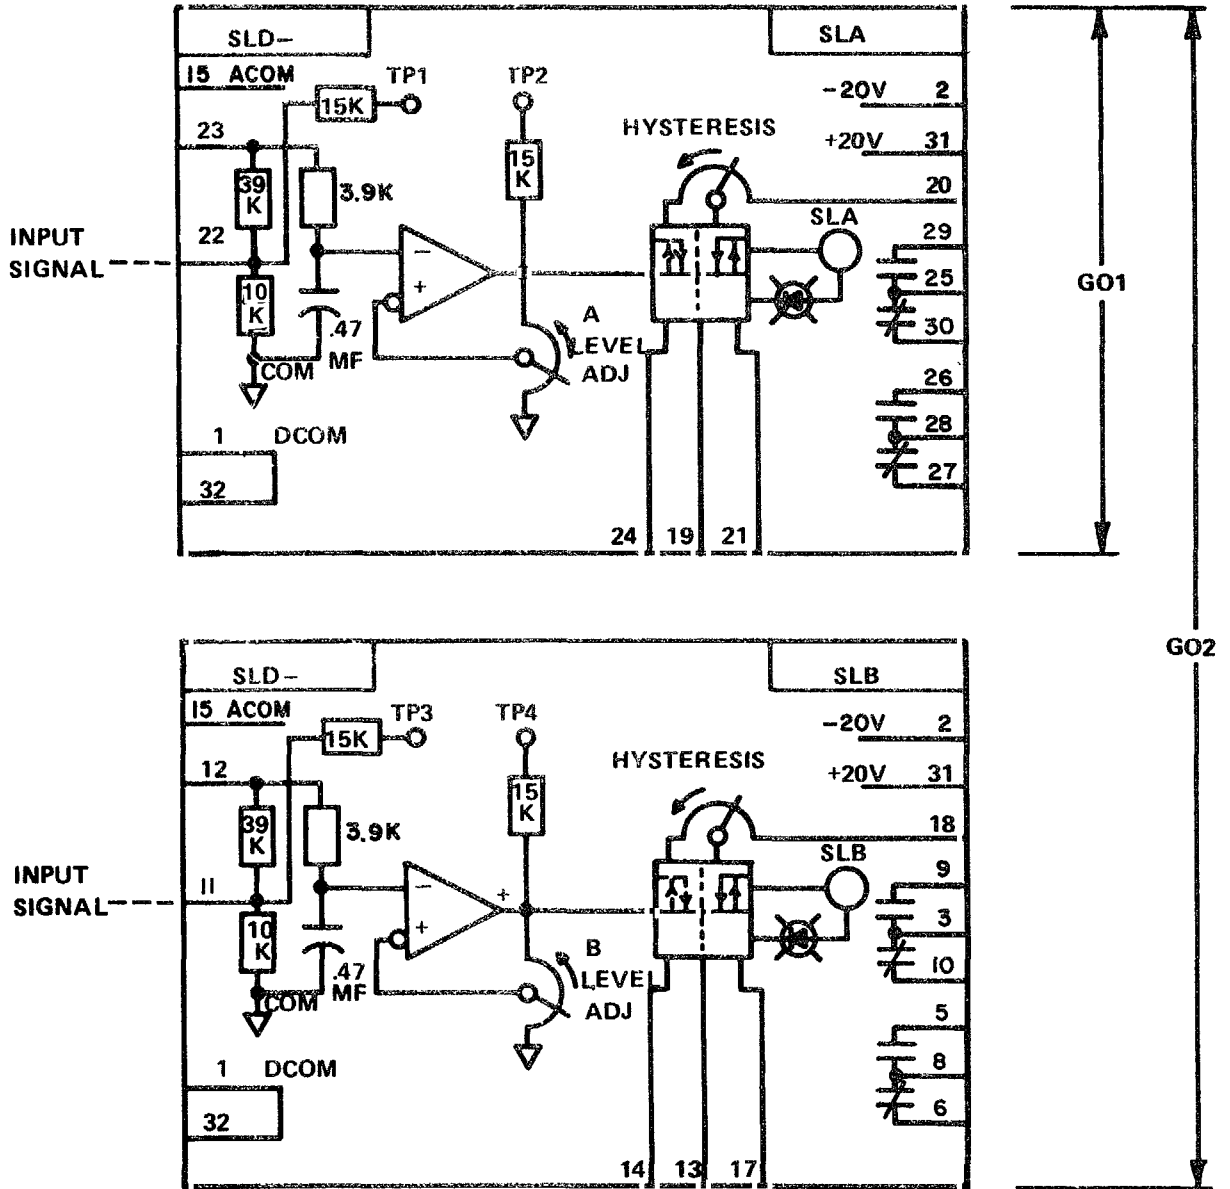 SLD-
SLA
15 ACOM
TP1
TP2
-20V 2
15K
HYSTERESIS
23
+20V 31
15
K
39
K
3.9K
20
SLA
22
29
INPUT
SIGNAL
-
+
10
K
25
GO1
A
LEVEL
ADJ
.47
MF
30
COM
26
1 DCOM
28
32
27
24 19 21
GO2
SLD-
SLB
15 ACOM
TP3
TP4
-20V 2
15K
HYSTERESIS
12
+20V 31
15
K
39
K
3.9K
18
SLB
11
9
INPUT
SIGNAL
-
+
+
10
K
3
B
LEVEL
ADJ
.47
MF
10
COM
5
1 DCOM
8
32
6
14 13 17